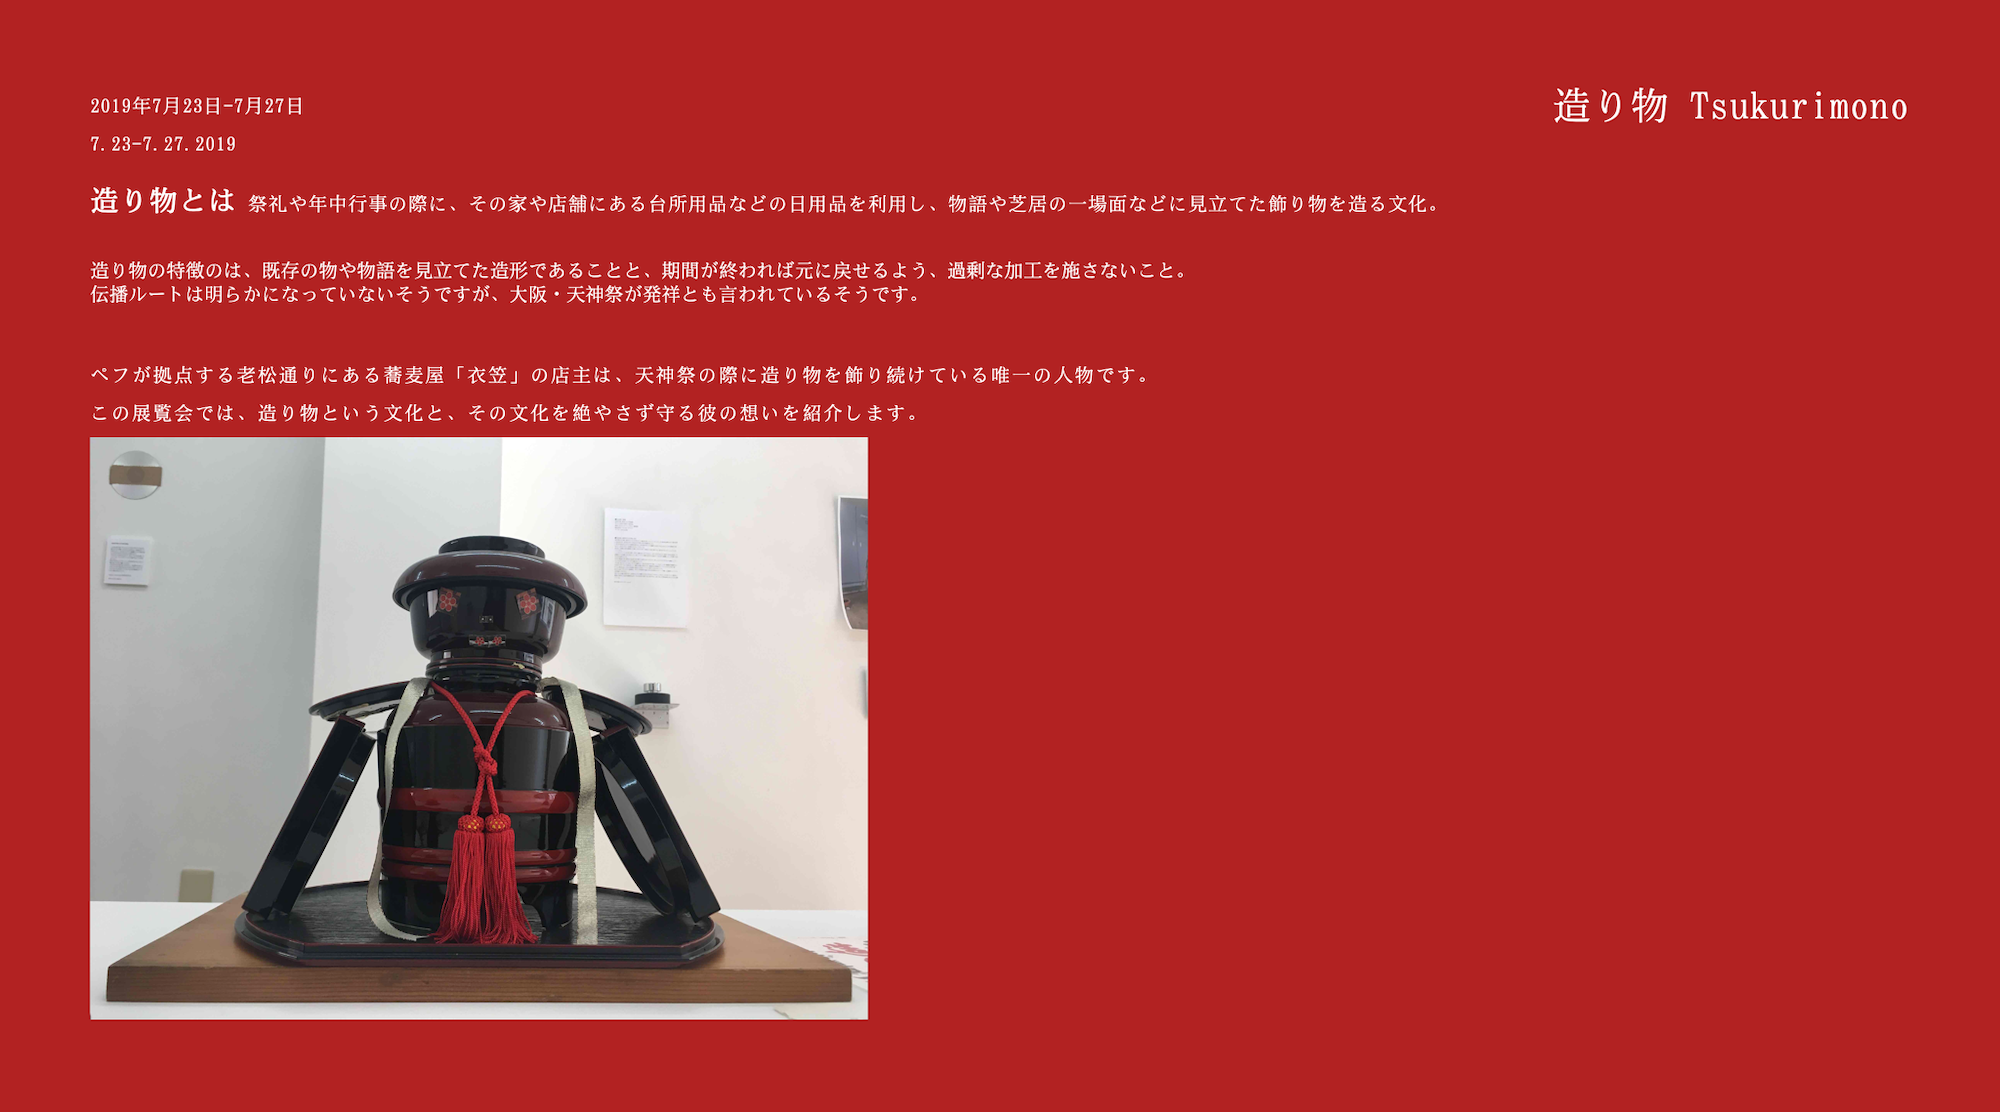 造り物 Tsukurimono
2019年7月23日-7月27日
7.23-7.27.2019
造り物とは 祭礼や年中行事の際に、その家や店舗にある台所用品などの日用品を利用し、物語や芝居の一場面などに見立てた飾り物を造る文化。
造り物の特徴のは、既存の物や物語を見立てた造形であることと、期間が終われば元に戻せるよう、過剰な加工を施さないこと。
伝播ルートは明らかになっていないそうですが、大阪・天神祭が発祥とも言われているそうです。
ペフが拠点する老松通りにある蕎麦屋「衣笠」の店主は、天神祭の際に造り物を飾り続けている唯一の人物です。
この展覧会では、造り物という文化と、その文化を絶やさず守る彼の想いを紹介します。